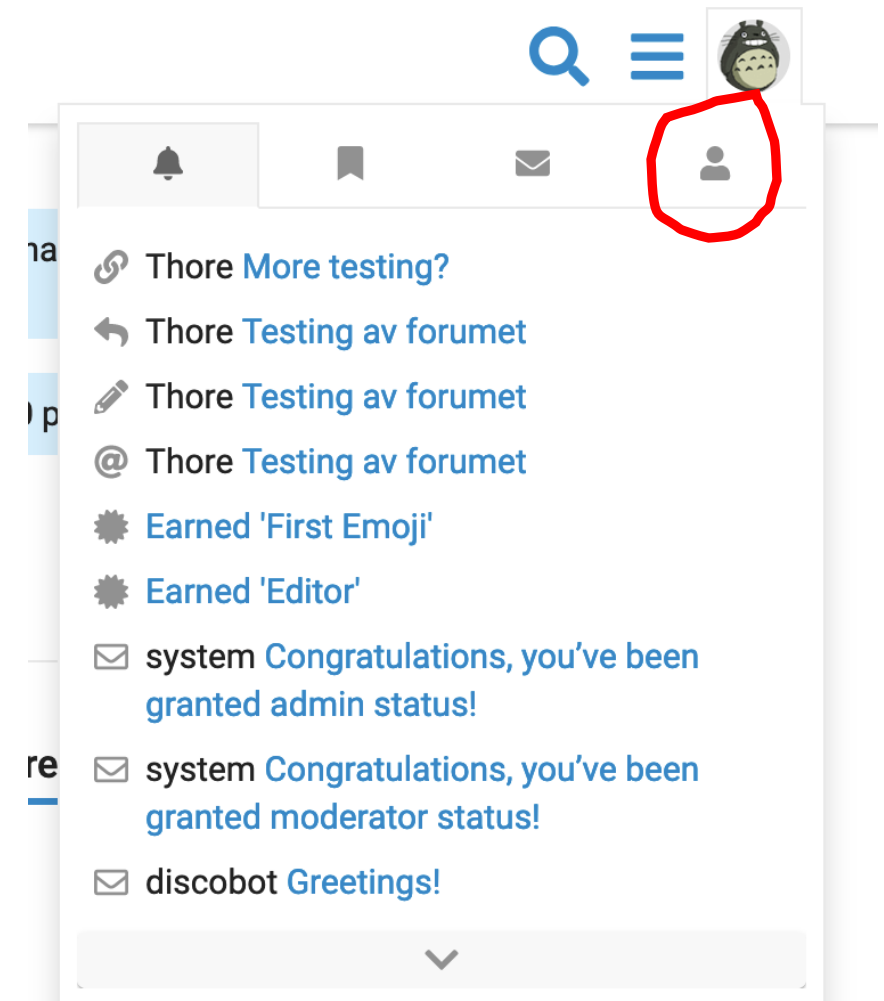 Thore More testing?
Thore Testing av forumet
Thore Testing av forumet
Thore Testing av forumet
Earned 'First Emoji'
Earned 'Editor'
system Congratulations, you’ve been
granted admin status!
system Congratulations, you’ve been
granted moderator status!
discobot Greetings!